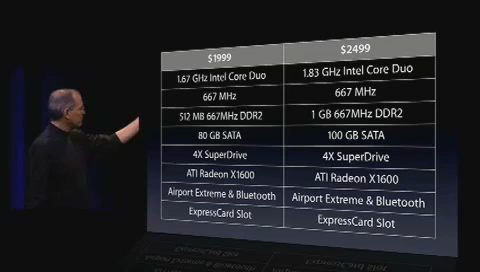 $1999 $2499
1.67 GHz Intel Core Duo 1.83 GHz Intel Core Duo
667 MHz 667 MHz
512 MB 667MHz DDR2 1 GB 667MHz DDR2
80 GB SATA 100 GB SATA
4X SuperDrive 4X SuperDrive
ATI Radeon X1600 ATI Radeon X1600
Airport Extreme & Bluetooth Airport Extreme & Bluetooth
ExpressCard Slot ExpressCard Slot